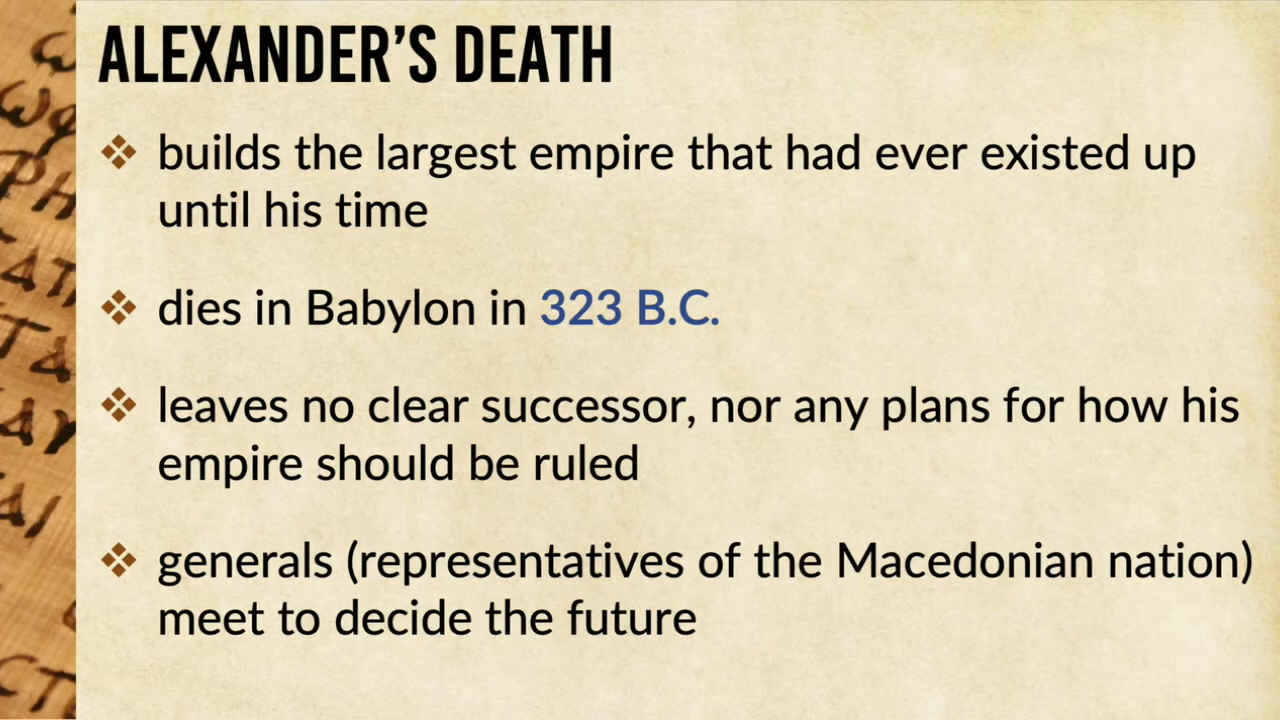 ALEXANDER'S DEATH
❖ builds the largest empire that had ever existed up
until his time
❖ dies in Babylon in 323 B.C.
❖ leaves no clear successor, nor any plans for how his
empire should be ruled
❖ generals (representatives of the Macedonian nation)
meet to decide the future